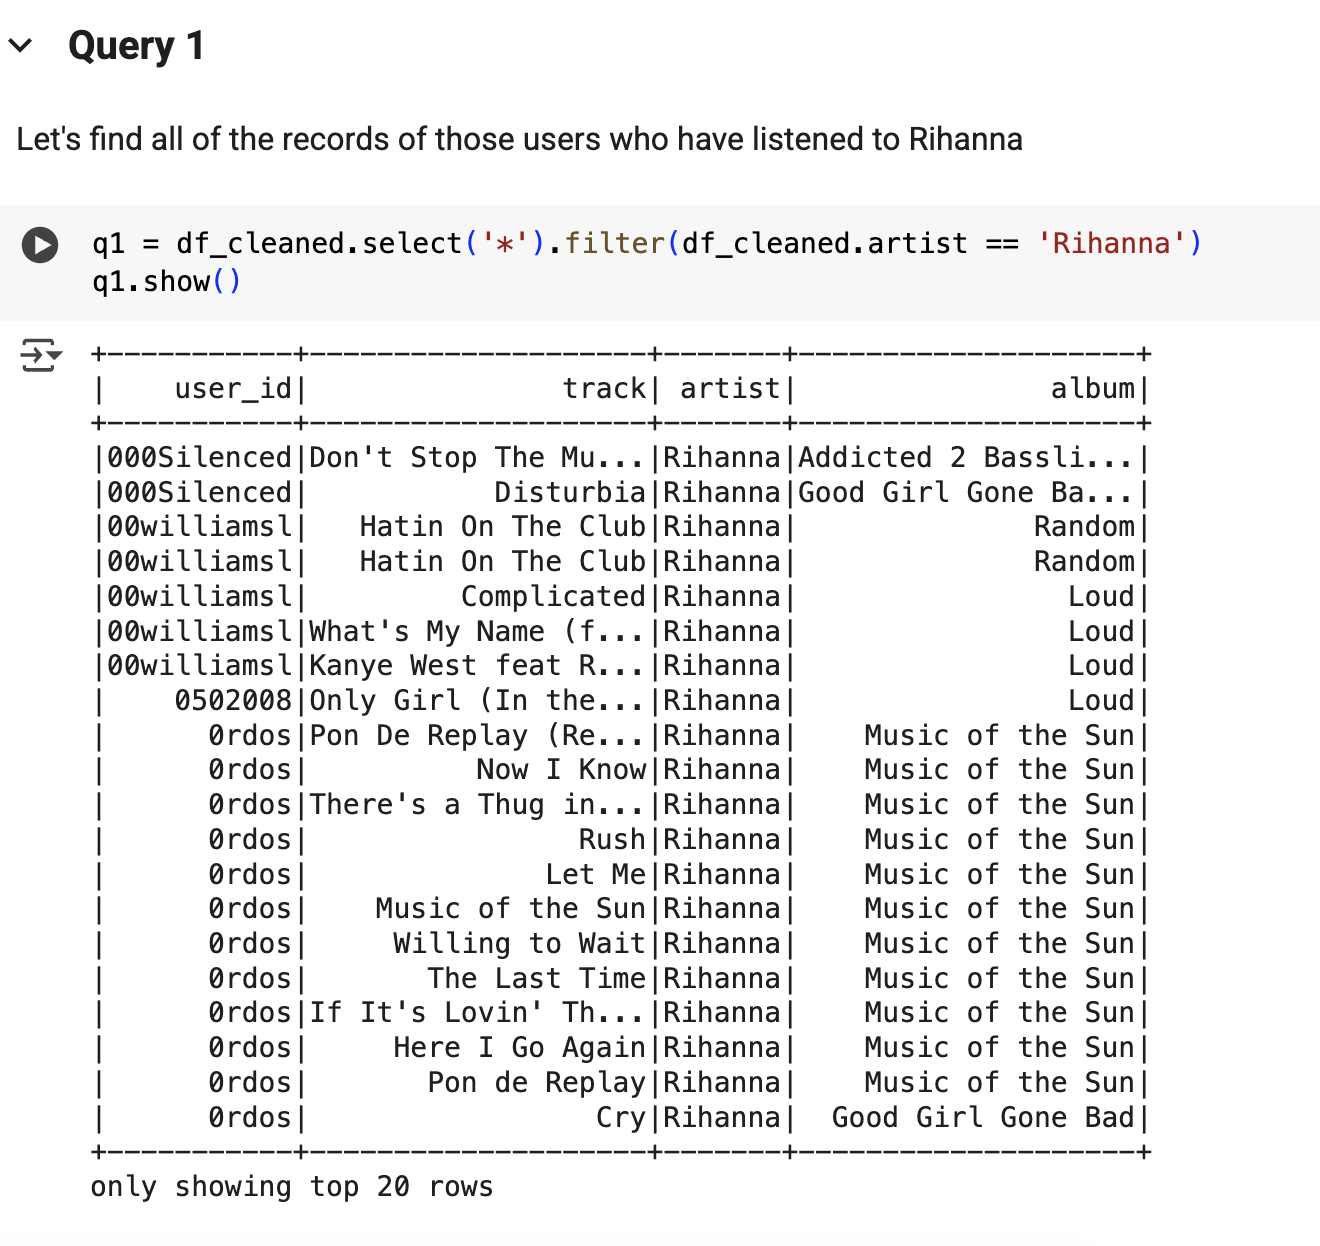 Query 1
Let's find all of the records of those users who have listened to Rihanna
q1 = df_cleaned.select('*').filter(df_cleaned.artist == 'Rihanna')
q1.show()
+-----------+--------------------+-------+--------------------+
|    user_id|               track| artist|               album|
+-----------+--------------------+-------+--------------------+
|000Silenced|Don't Stop The Mu...|Rihanna|Addicted 2 Bassli...|
|000Silenced|           Disturbia|Rihanna|Good Girl Gone Ba...|
|00williamsl|   Hatin On The Club|Rihanna|              Random|
|00williamsl|   Hatin On The Club|Rihanna|              Random|
|00williamsl|         Complicated|Rihanna|                Loud|
|00williamsl|What's My Name (f...|Rihanna|                Loud|
|00williamsl|Kanye West feat R...|Rihanna|                Loud|
|    0502008|Only Girl (In the...|Rihanna|                Loud|
|      0rdos|Pon De Replay (Re...|Rihanna|    Music of the Sun|
|      0rdos|          Now I Know|Rihanna|    Music of the Sun|
|      0rdos|There's a Thug in...|Rihanna|    Music of the Sun|
|      0rdos|                Rush|Rihanna|    Music of the Sun|
|      0rdos|              Let Me|Rihanna|    Music of the Sun|
|      0rdos|    Music of the Sun|Rihanna|    Music of the Sun|
|      0rdos|     Willing to Wait|Rihanna|    Music of the Sun|
|      0rdos|       The Last Time|Rihanna|    Music of the Sun|
|      0rdos|If It's Lovin' Th...|Rihanna|    Music of the Sun|
|      0rdos|     Here I Go Again|Rihanna|    Music of the Sun|
|      0rdos|       Pon de Replay|Rihanna|    Music of the Sun|
|      0rdos|                 Cry|Rihanna|  Good Girl Gone Bad|
+-----------+--------------------+-------+--------------------+
only showing top 20 rows